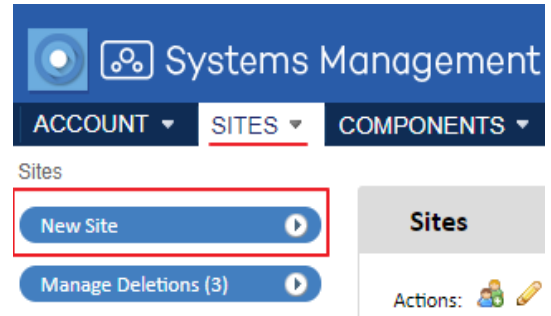 Systems Management
ACCOUNT SITES COMPONENTS
Sites
New Site
Sites
Manage Deletions (3)
Actions: